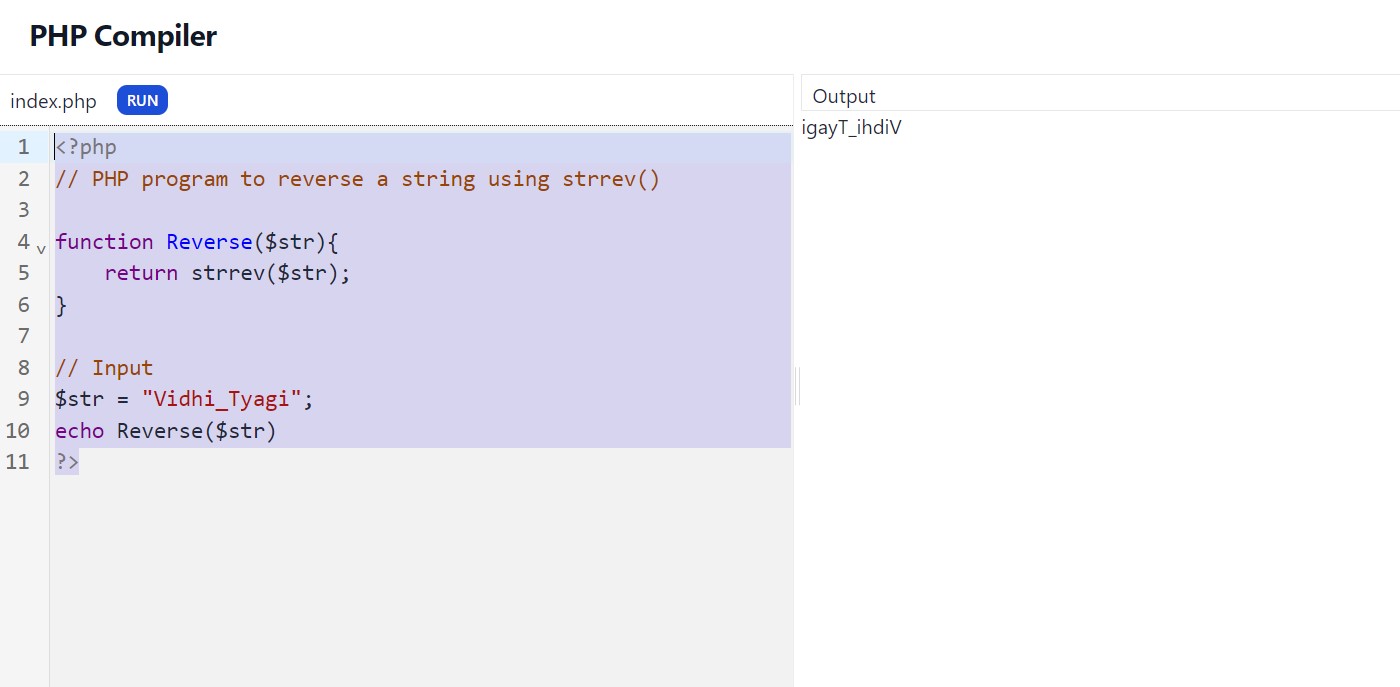 PHP Compiler
index.php RUN
1 <?php
2 // PHP program to reverse a string using strrev()
3
4 function Reverse($str){
5     return strrev($str);
6 }
7
8 // Input
9 $str = "Vidhi_Tyagi";
10 echo Reverse($str)
11 ?>
Output
igayT_ihdiV